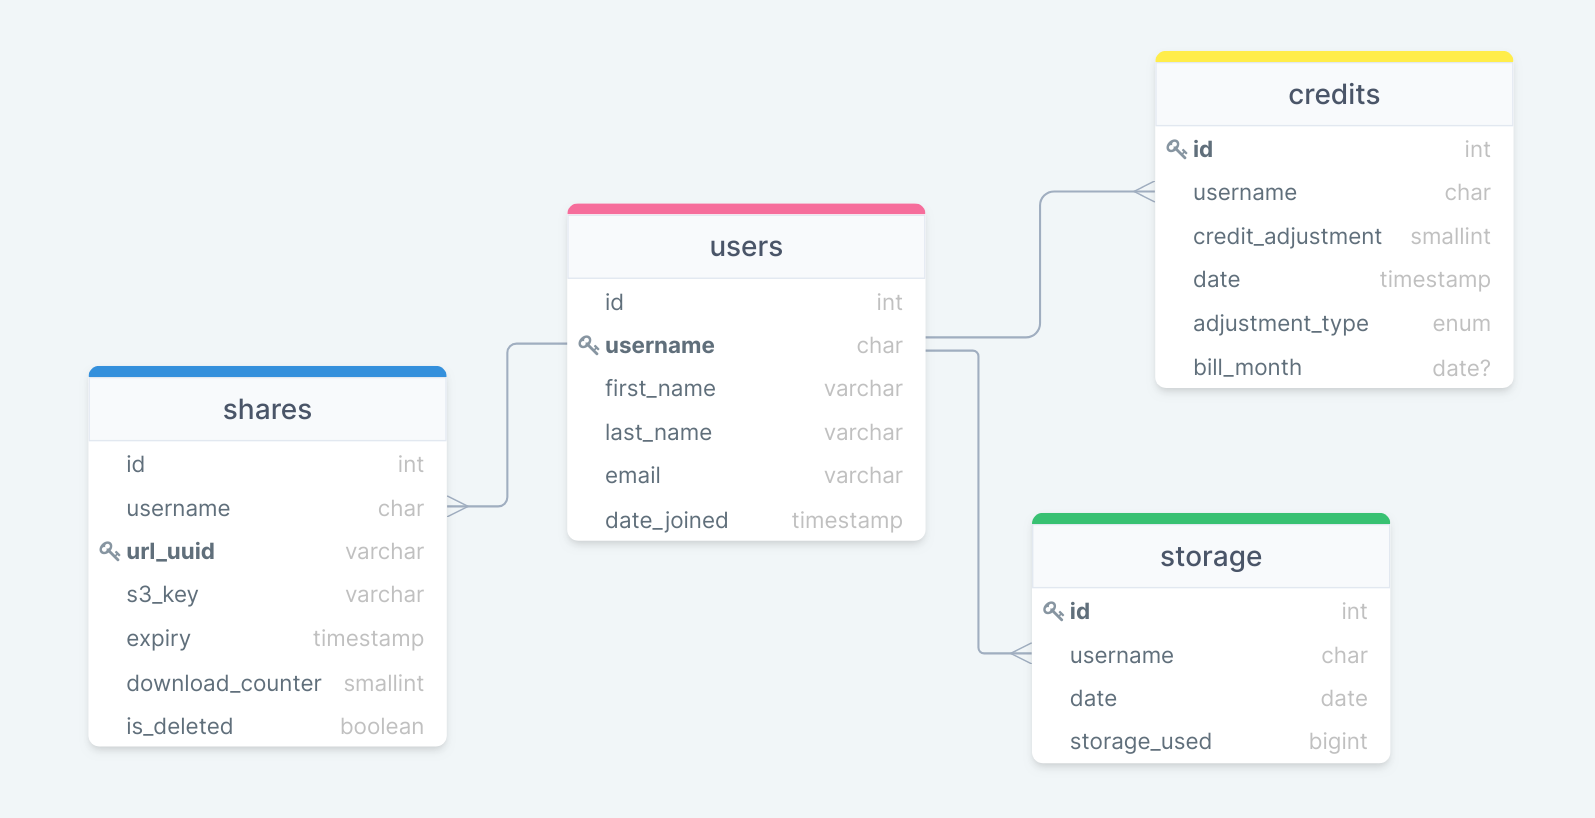 credits
id int
username char
credit_adjustment smallint
date timestamp
adjustment_type enum
bill_month date?
users
id int
username char
first_name varchar
last_name varchar
email varchar
date_joined timestamp
shares
id int
username char
url_uuid varchar
s3_key varchar
expiry timestamp
download_counter smallint
is_deleted boolean
storage
id int
username char
date date
storage_used bigint